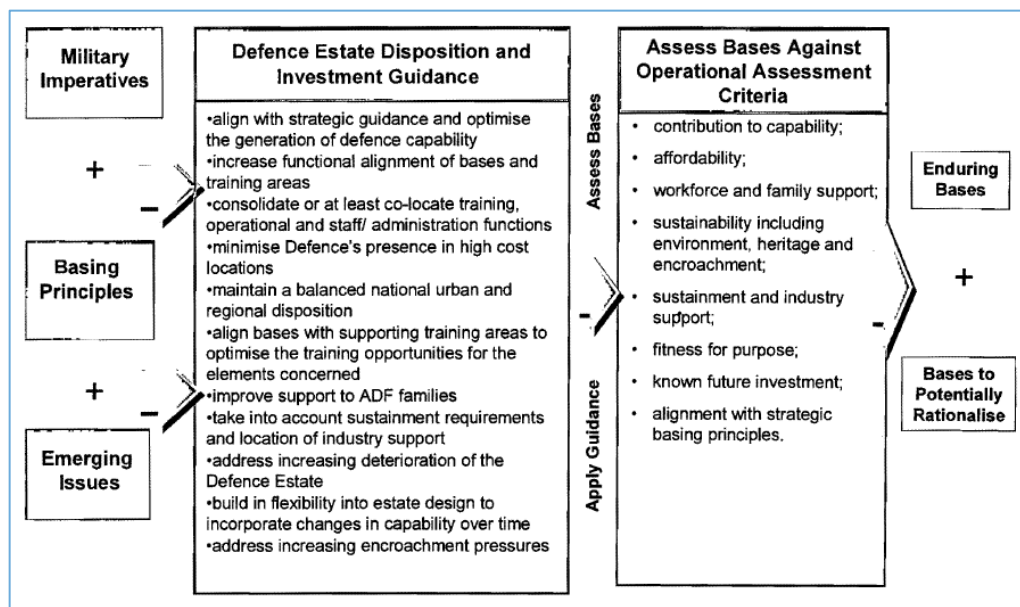 Military
Imperatives
+
Basing
Principles
+
Emerging
Issues
Defence Estate Disposition and
Investment Guidance
•align with strategic guidance and optimise
the generation of defence capability
•increase functional alignment of bases and
training areas
•consolidate or at least co-locate training,
operational and staff/ administration functions
•minimise Defence's presence in high cost
locations
•maintain a balanced national urban and
regional disposition
•align bases with supporting training areas to
optimise the training opportunities for the
elements concerned
•improve support to ADF families
•take into account sustainment requirements
and location of industry support
•address increasing deterioration of the
Defence Estate
•build in flexibility into estate design to
incorporate changes in capability over time
•address increasing encroachment pressures
Assess Bases
Apply Guidance
Assess Bases Against
Operational Assessment
Criteria
• contribution to capability;
• affordability;
• workforce and family support;
• sustainability including
environment, heritage and
encroachment;
• sustainment and industry
support;
• fitness for purpose;
• known future investment;
• alignment with strategic
basing principles.
Enduring
Bases
+
Bases to
Potentially
Rationalise